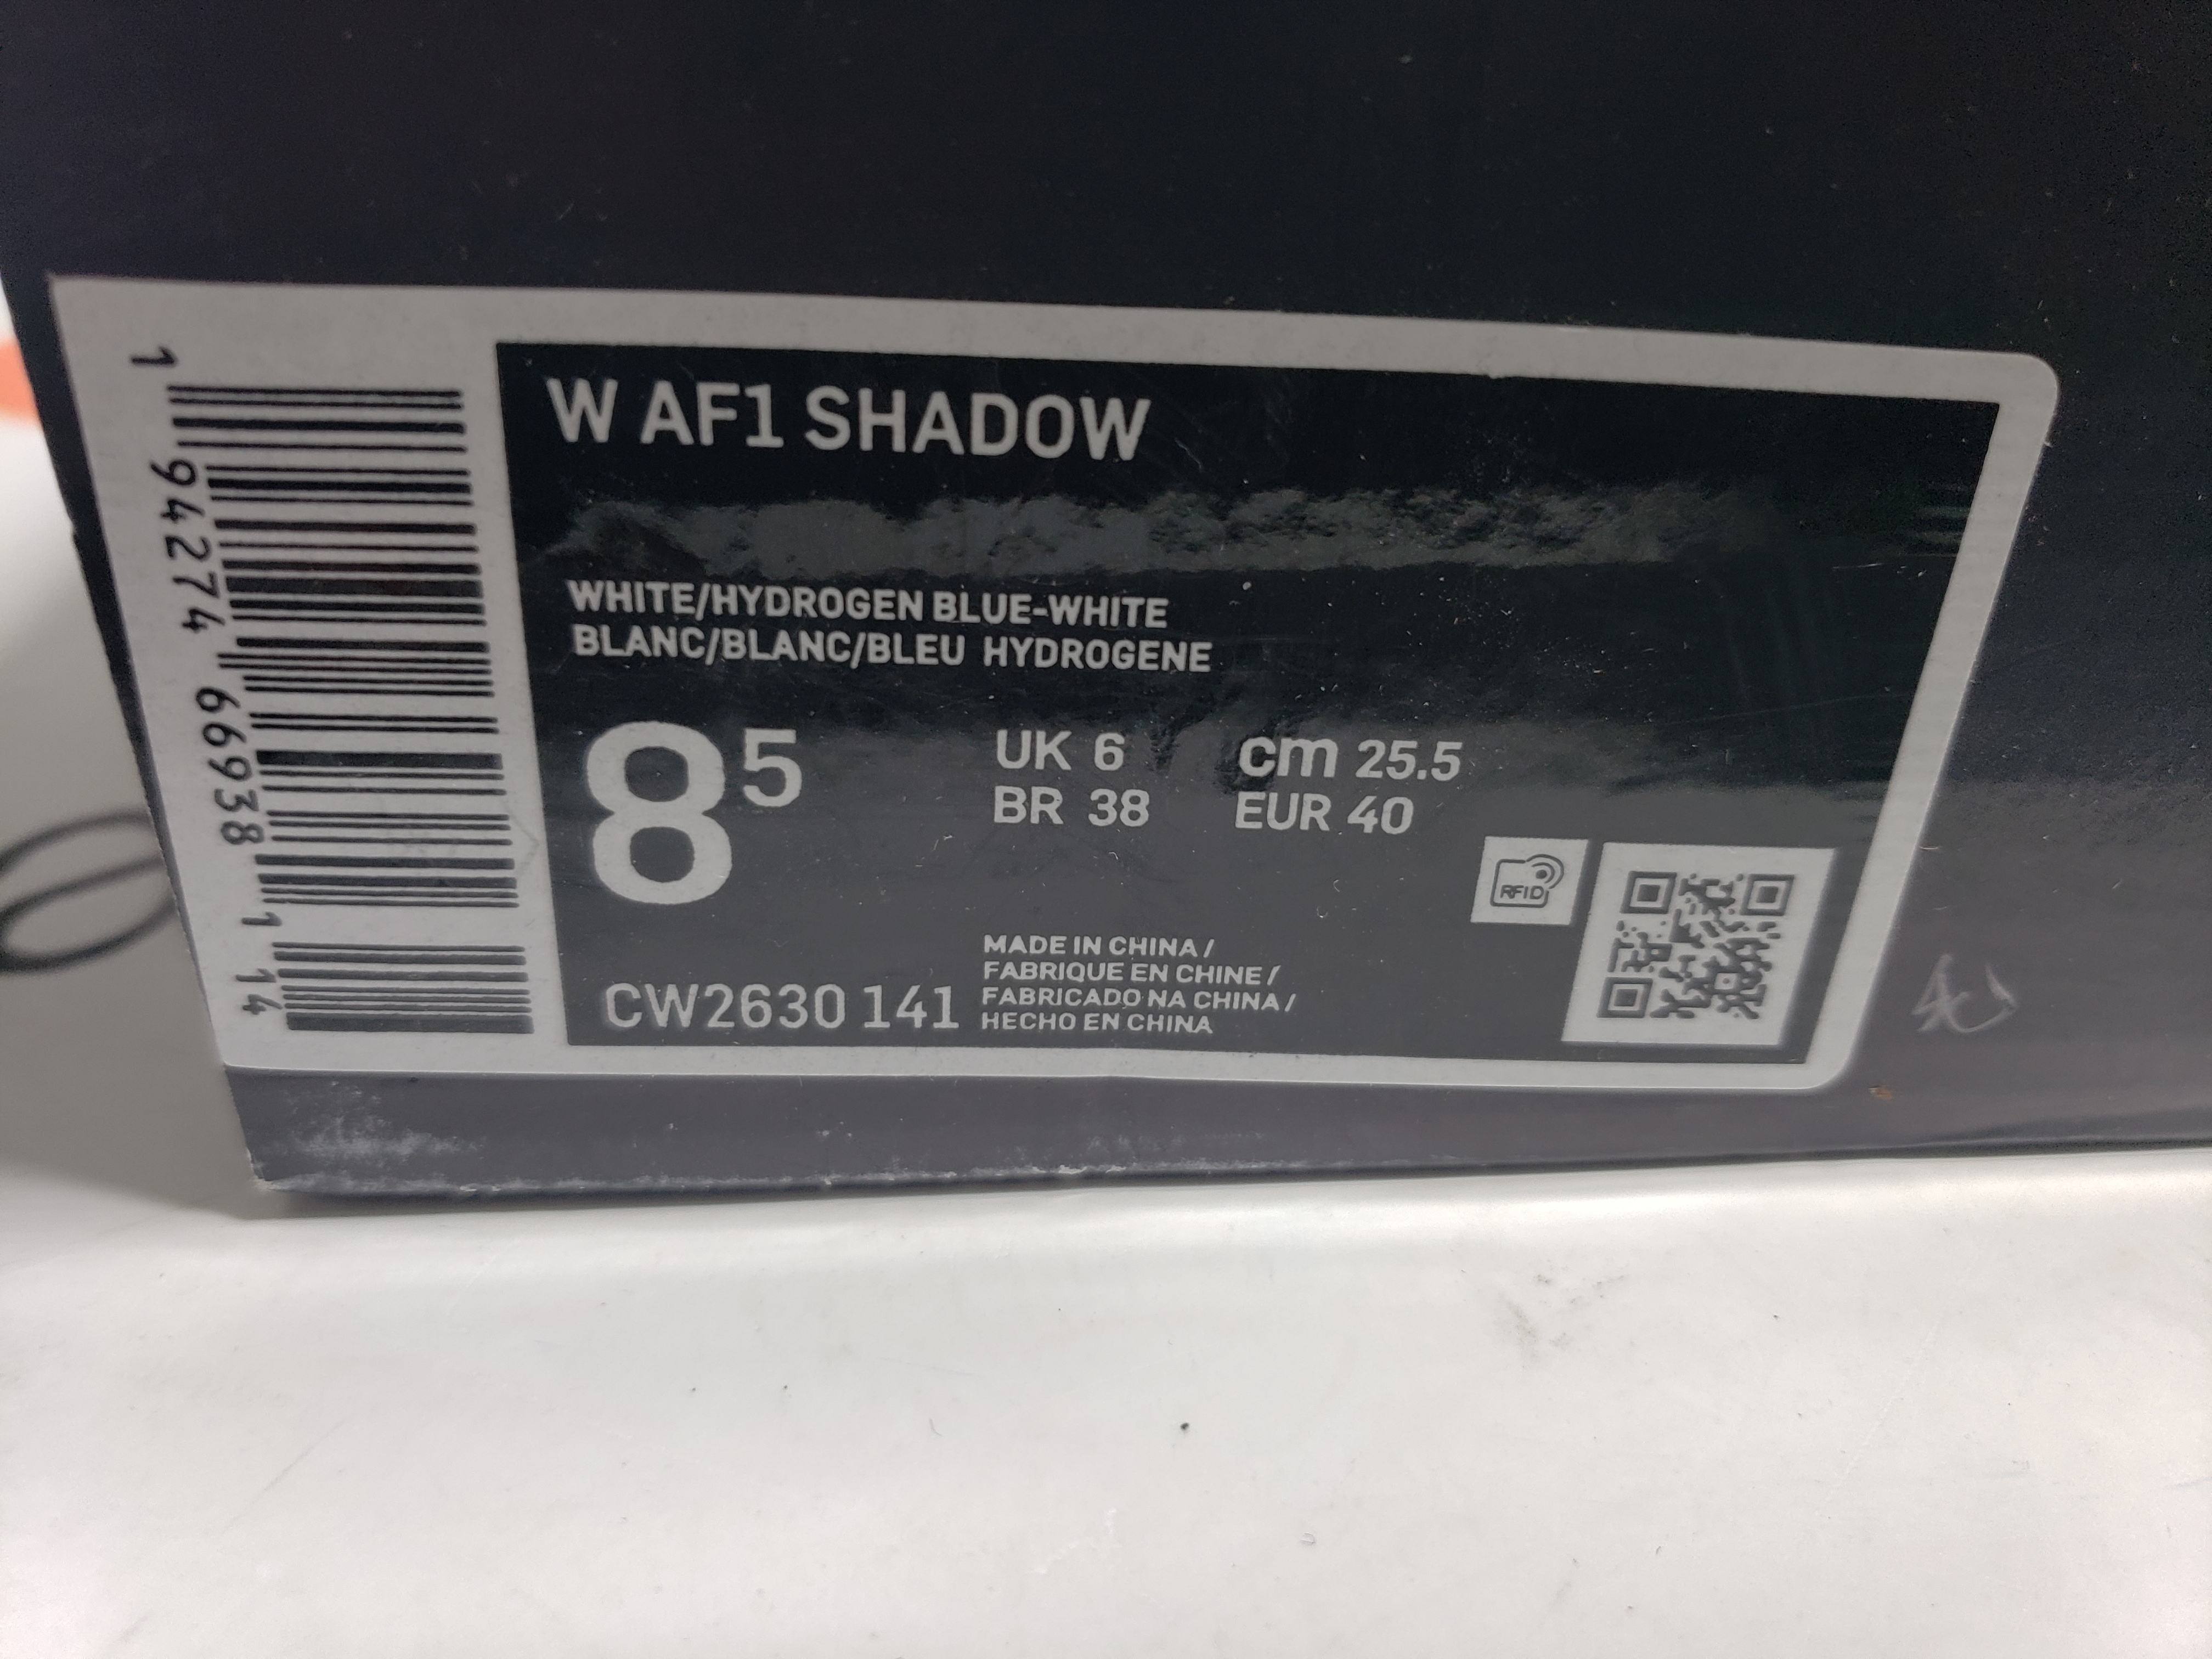 W AF1 SHADOW
WHITE/HYDROGEN BLUE-WHITE
BLANC/BLANC/BLEU HYDROGENE
8 5
UK 6
cm 25.5
BR 38
EUR 40
RFID
CW2630 141
MADE IN CHINA /
FABRIQUE EN CHINE /
FABRICADO NA CHINA /
HECHO EN CHINA
1 94274 66938 1 14